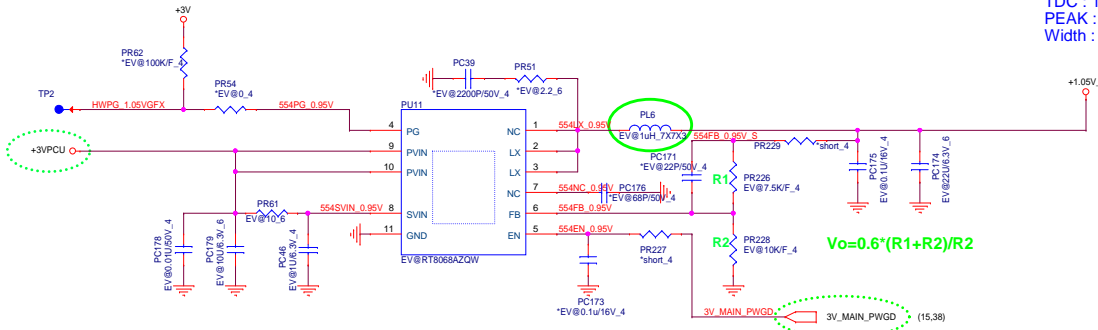 TDC : 1
PEAK :
Width :
+3V
PR62
*EV@100K/F_4
PR54
*EV@0_4
TP2
HWPG_1.05VGFX
554PG_0.95V
+3VPCU
PC39
*EV@2200P/50V_4
PR51
*EV@2.2_6
PU11
4
PG
9
PVIN
10
PVIN
8
SVIN
11
GND
NC
1
LX
2
LX
3
NC
7
FB
6
EN
5
EV@RT8068AZQW
PR61
EV@10_6
554SVIN_0.95V
PC178
EV@0.01U/50V_4
PC179
EV@10U/6.3V_6
PC46
EV@1U/6.3V_4
554LX_0.95V
PL6
EV@1uH_7X7X3
554FB_0.95V_S
+1.05V_
PC171
*EV@22P/50V_4
PR229
*short_4
PC175
EV@0.1U/16V_4
PC174
EV@22U/6.3V_6
R1
PR226
EV@7.5K/F_4
554NC_0.95V
PC176
*EV@68P/50V_4
554FB_0.95V
554EN_0.95V
PR227
*short_4
R2
PR228
EV@10K/F_4
Vo=0.6*(R1+R2)/R2
PC173
*EV@0.1u/16V_4
3V_MAIN_PWGD
3V_MAIN_PWGD
(15,38)